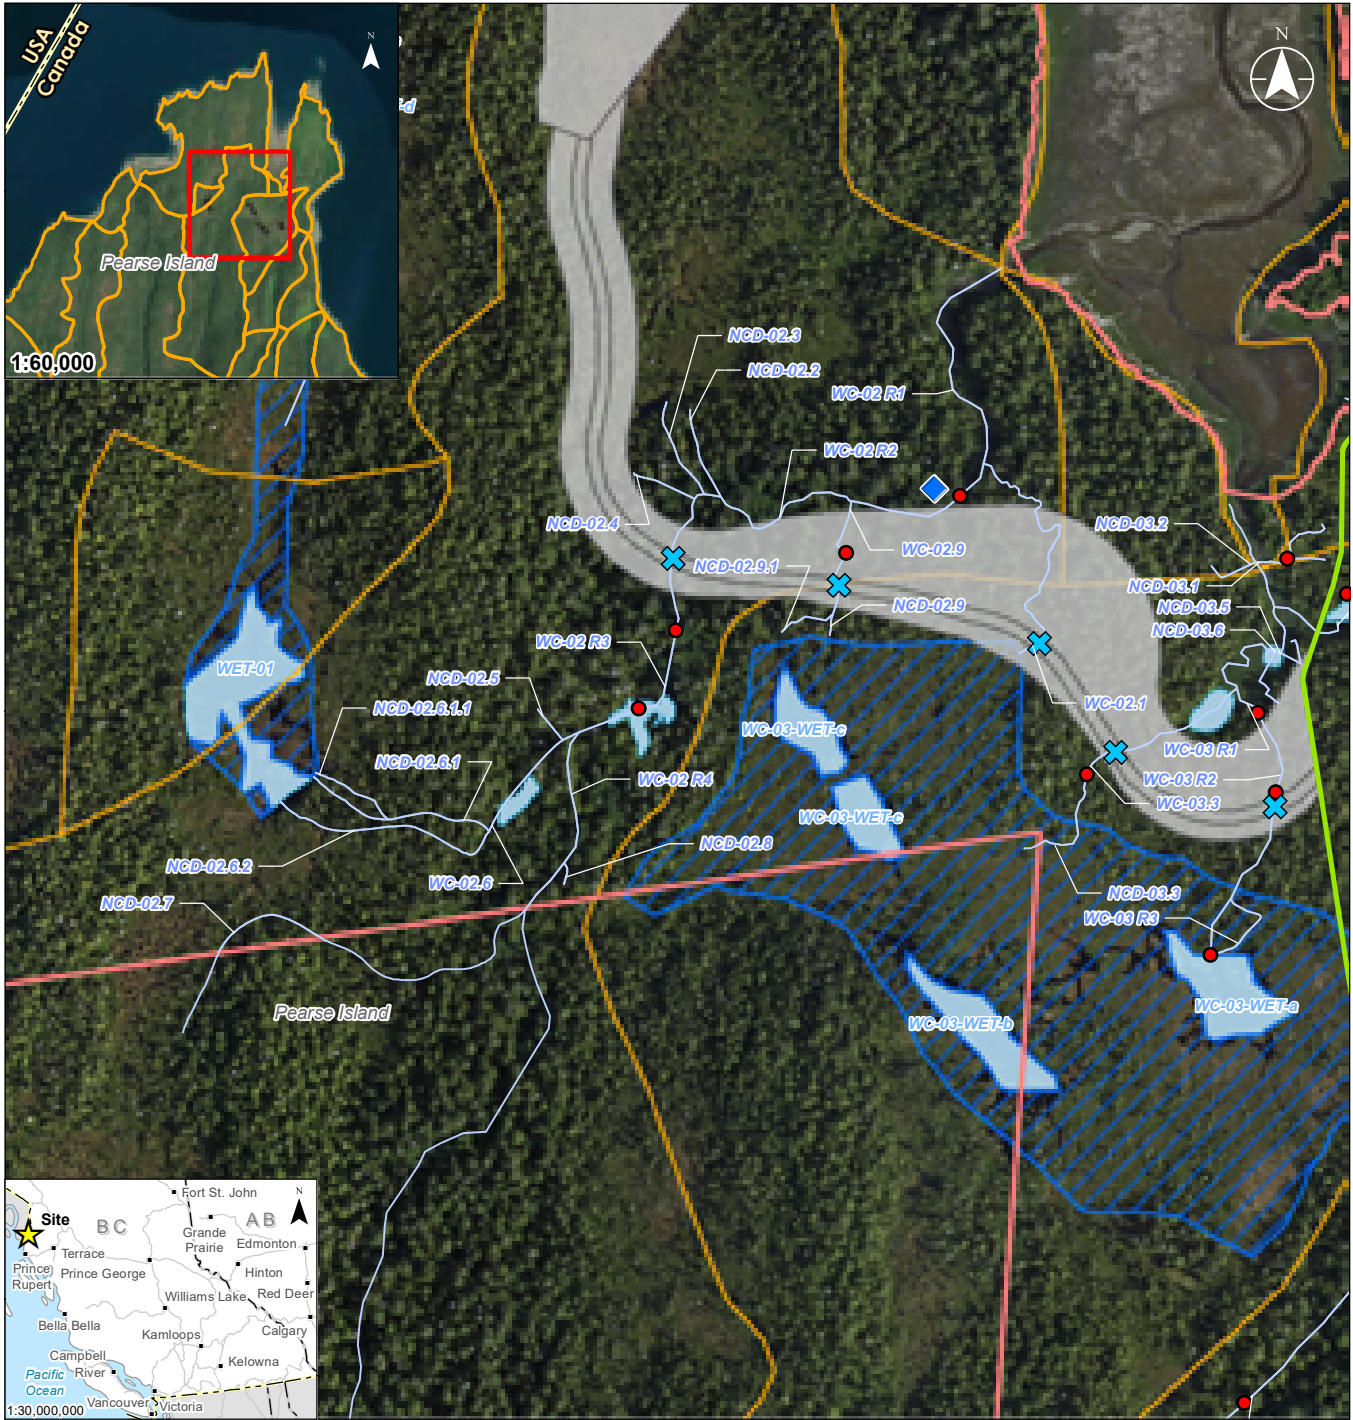 USA
Canada
N
Pearse Island
1:60,000
-d
N
NCD-02.3
NCD-02.2
WC-02 R1
WC-02 R2
NCD-02.4
NCD-03.2
WC-02.9
NCD-02.9.1
NCD-03.1
NCD-02.9
NCD-03.5
NCD-03.6
WC-02 R3
WET-01
NCD-02.5
NCD-02.6.1.1
WC-02.1
WC-03-WET-c
WC-03 R1
NCD-02.6.1
WC-02 R4
WC-03 R2
WC-03.3
WC-03-WET-c
NCD-02.8
NCD-02.6.2
WC-02.6
NCD-03.3
NCD-02.7
WC-03 R3
Pearse Island
WC-03-WET-a
WC-03-WET-b
Fort St. John
N
Site
BC
AB
Grande
Prairie
Edmonton
Terrace
Prince
Rupert
Prince George
Hinton
Williams Lake
Red Deer
Bella Bella
Kamloops
Calgary
Campbell
River
Kelowna
Pacific
Ocean
Vancouver
Victoria
1:30,000,000